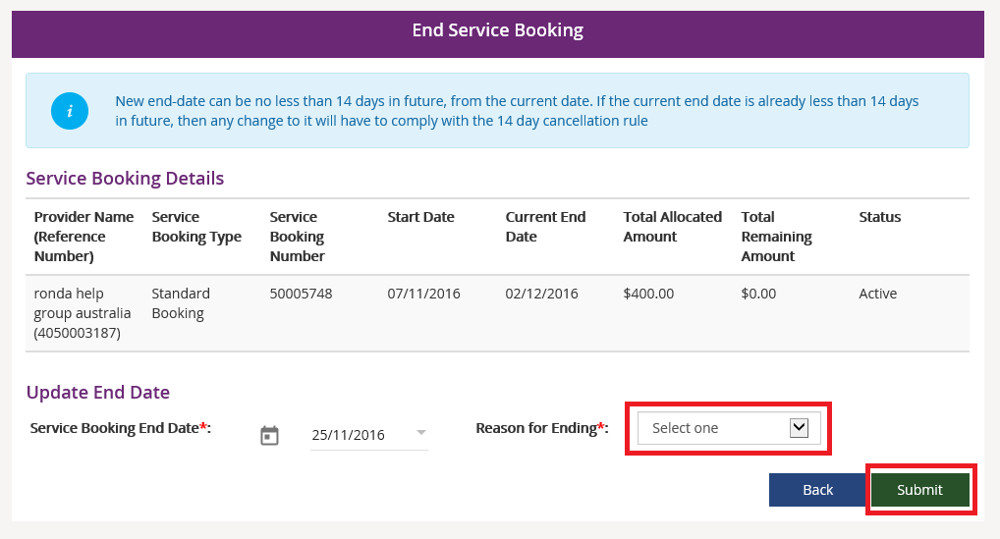 End Service Booking
i
New end-date can be no less than 14 days in future, from the current date. If the current end date is already less than 14 days
in future, then any change to it will have to comply with the 14 day cancellation rule
Service Booking Details
Provider Name (Reference Number)
Service Booking Type
Service Booking Number
Start Date
Current End Date
Total Allocated Amount
Total Remaining Amount
Status
ronda help group australia (4050003187)
Standard Booking
50005748
07/11/2016
02/12/2016
$400.00
$0.00
Active
Update End Date
Service Booking End Date*:
25/11/2016
Reason for Ending*:
Select one
Back
Submit